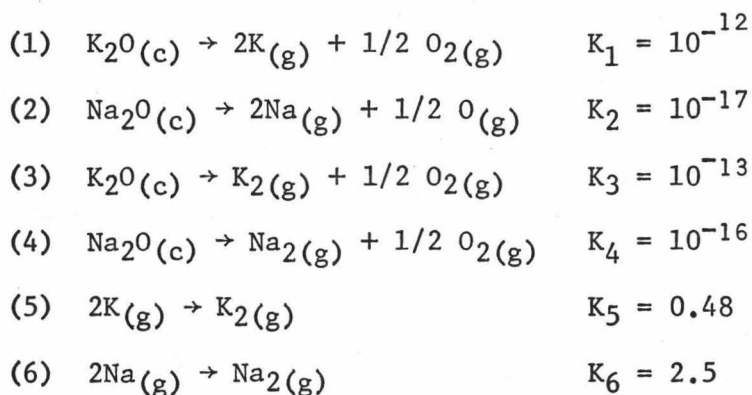 (1) K₂O(c) → 2K(g) + 1/2 O₂(g) K₁ = 10⁻¹²
(2) Na₂O(c) → 2Na(g) + 1/2 O(g) K₂ = 10⁻¹⁷
(3) K₂O(c) → K₂(g) + 1/2 O₂(g) K₃ = 10⁻¹³
(4) Na₂O(c) → Na₂(g) + 1/2 O₂(g) K₄ = 10⁻¹⁶
(5) 2K(g) → K₂(g) K₅ = 0.48
(6) 2Na(g) → Na₂(g) K₆ = 2.5